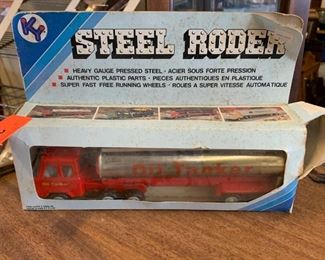 KY
STEEL RODER
■ HEAVY GAUGE PRESSED STEEL · ACIER SOUS FORTE PRESSION
■ AUTHENTIC PLASTIC PARTS · PIECES AUTHENTIQUES EN PLASTIQUE
■ SUPER FAST FREE RUNNING WHEELS · ROUES A SUPER VITESSE AUTOMATIQUE
Oil Tanker